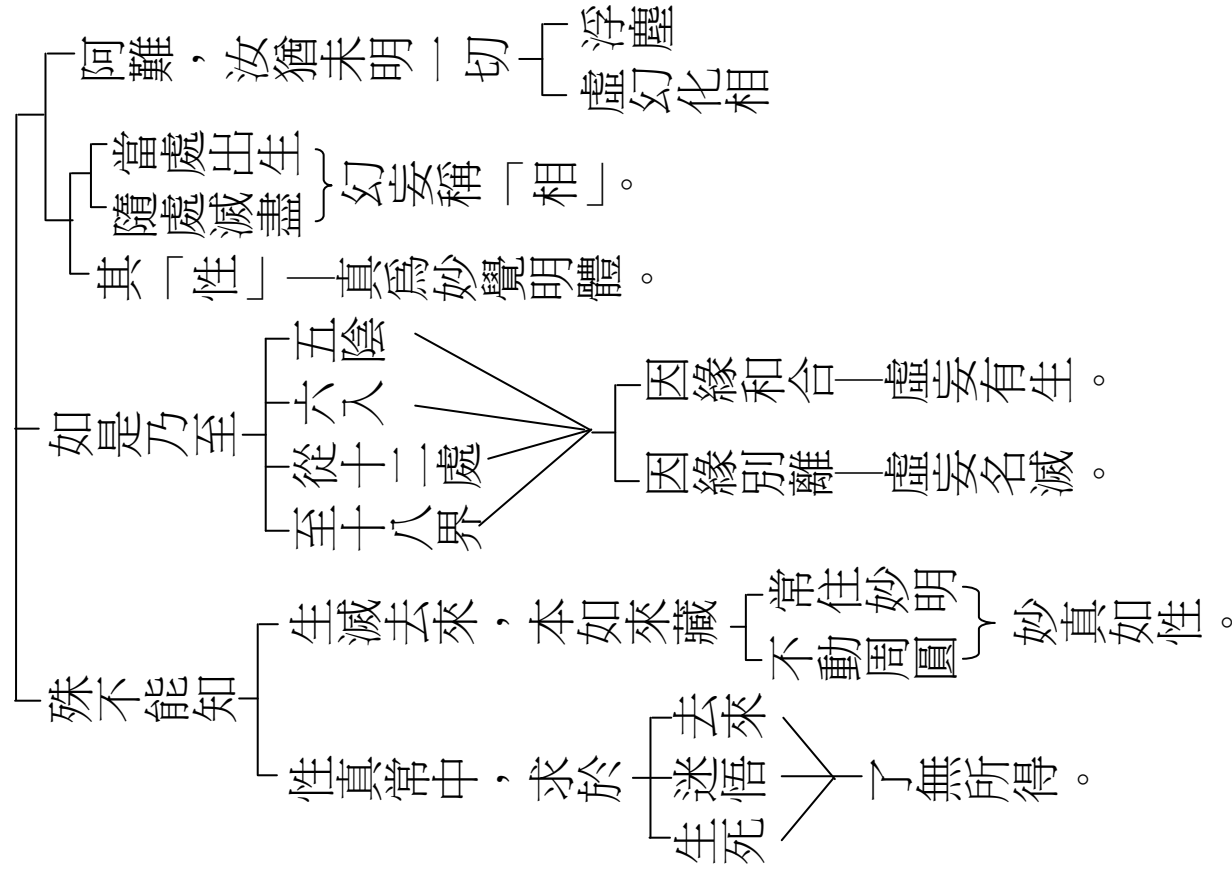 阿難，汝猶未明一切
浮塵
虛幻化相
當處出生
隨處滅盡
幻妄稱「相」。
其「性」—真為妙覺明體。
如是乃至
五陰
六入
從十二處
至十八界
因緣和合—虛妄有生。
因緣別離—虛妄名滅。
殊不能知
生滅去來，本如來藏
常住妙明
不動周圓
妙真如性。
性真常中，求於
去來
迷悟
生死
了無所得。